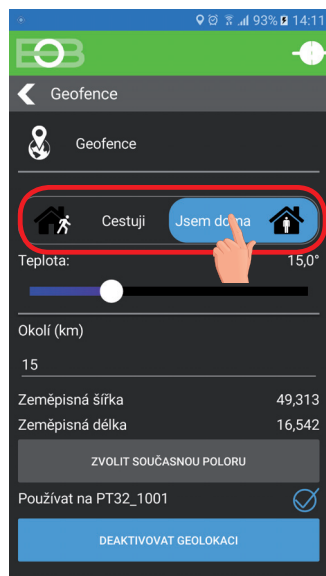 93% 14:11
EOB
Geofence
Geofence
Cestuji Jsem doma
Teplota: 15,0°
Okolí (km)
15
Zeměpisná šířka 49,313
Zeměpisná délka 16,542
ZVOLIT SOUČASNOU POLORU
Používat na PT32_1001
DEAKTIVOVAT GEOLOKACI